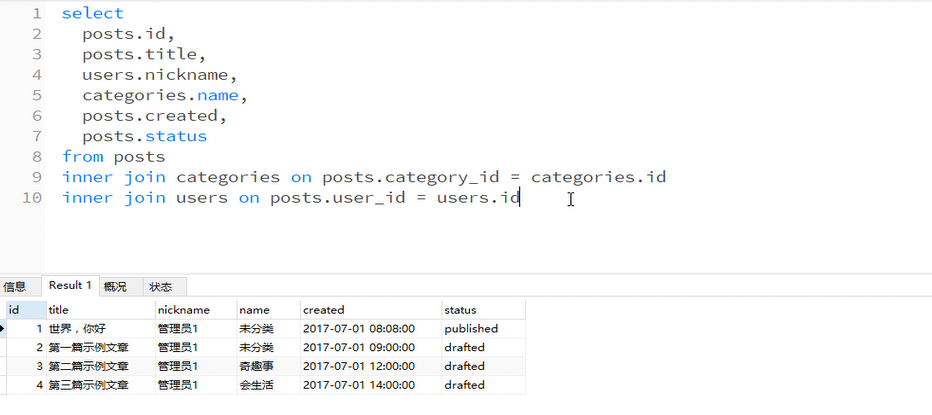 1 select
2 posts.id,
3 posts.title,
4 users.nickname,
5 categories.name,
6 posts.created,
7 posts.status
8 from posts
9 inner join categories on posts.category_id = categories.id
10 inner join users on posts.user_id = users.id
信息 Result 1 概况 状态
id title nickname name created status
1 世界，你好 管理员1 未分类 2017-07-01 08:08:00 published
2 第一篇示例文章 管理员1 未分类 2017-07-01 09:00:00 drafted
3 第二篇示例文章 管理员1 奇趣事 2017-07-01 12:00:00 drafted
4 第三篇示例文章 管理员1 会生活 2017-07-01 14:00:00 drafted